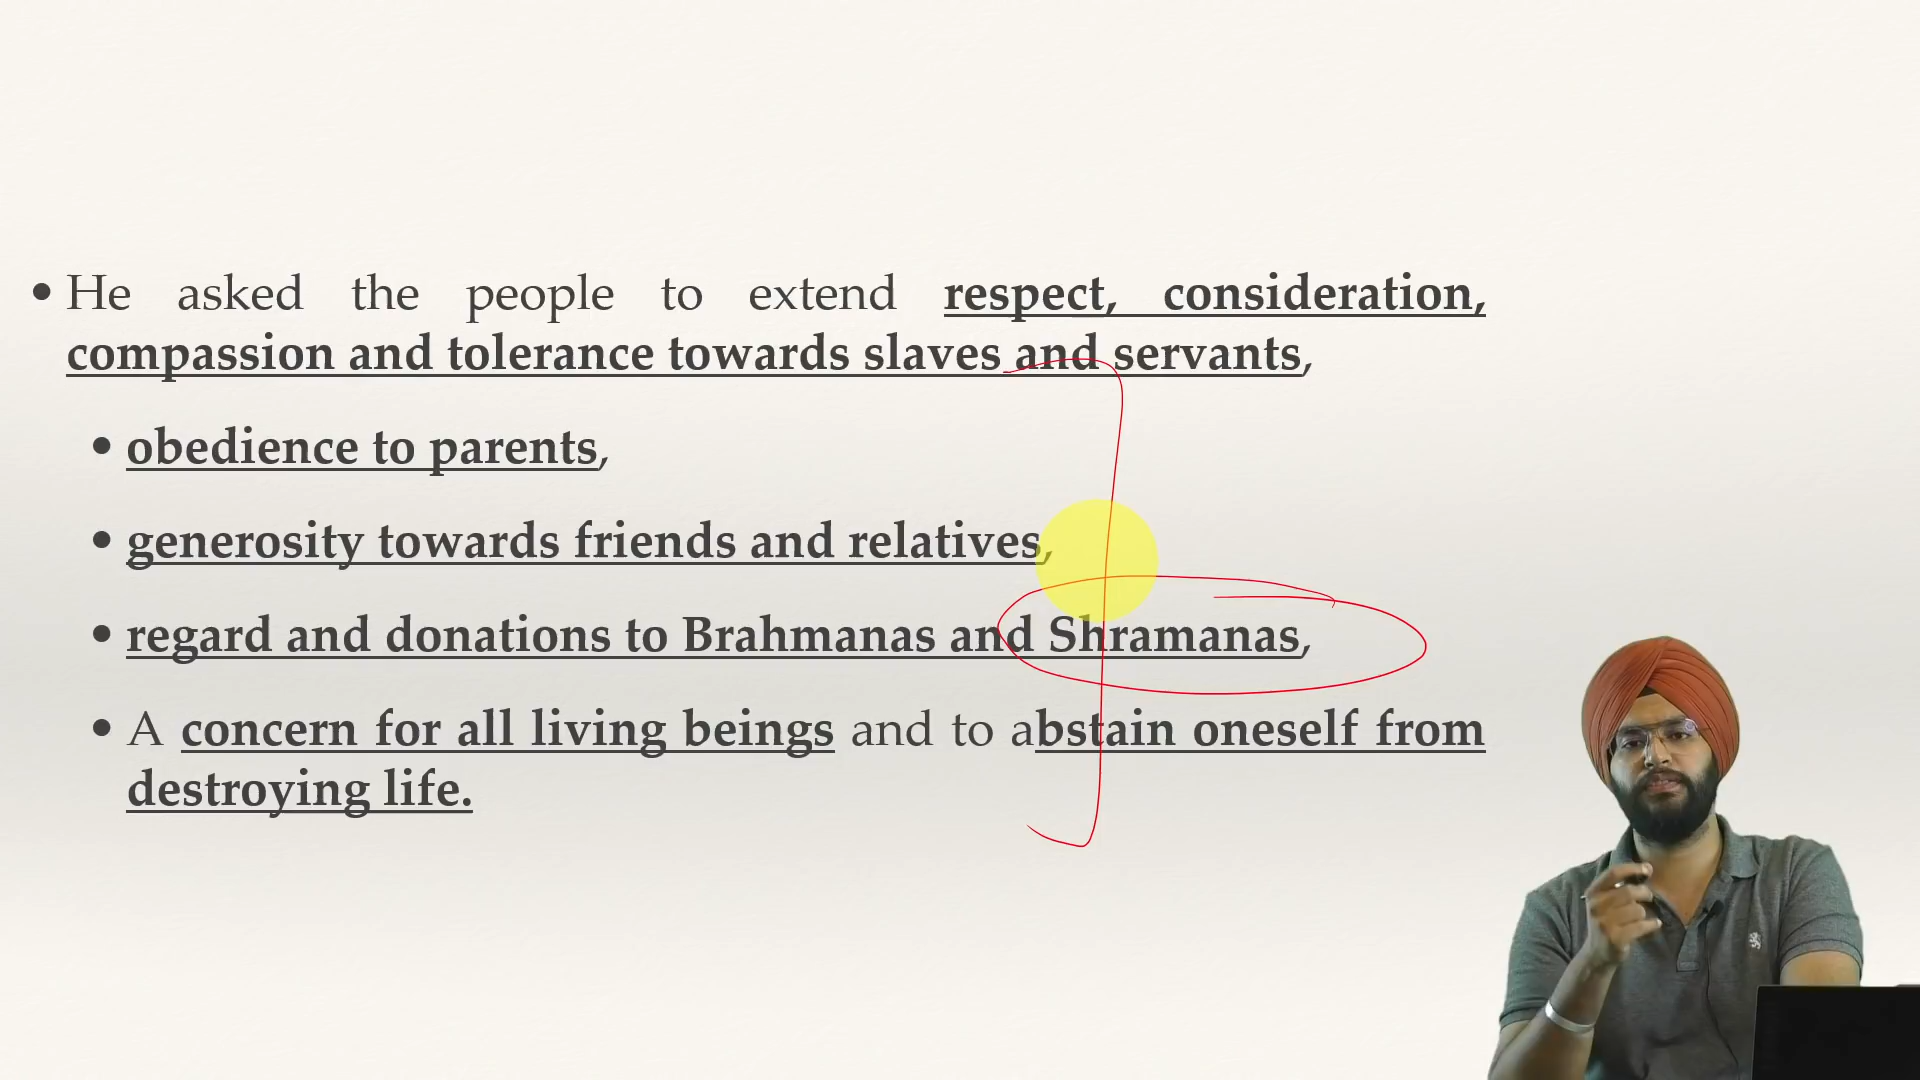 • He asked the people to extend respect, consideration,
compassion and tolerance towards slaves and servants,
• obedience to parents,
• generosity towards friends and relatives,
• regard and donations to Brahmanas and Shramanas,
• A concern for all living beings and to abstain oneself from
destroying life.